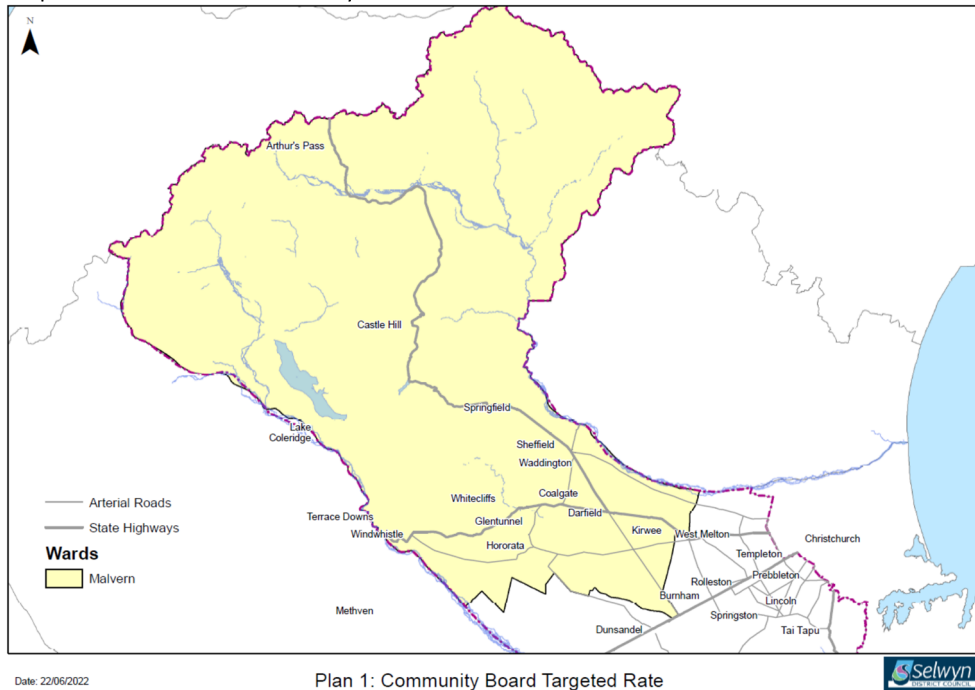 N
Arthur's Pass
Castle Hill
Springfield
Lake
Coleridge
Sheffield
Waddington
Whitecliffs
Coalgate
Arterial Roads
State Highways
Terrace Downs
Glentunnel
Darfield
Windwhistle
Kirwee
West Melton
Christchurch
Wards
Malvern
Hororata
Templeton
Rolleston
Prebbleton
Burnham
Lincoln
Methven
Springston
Dunsandel
Tai Tapu
Date: 22/06/2022
Plan 1: Community Board Targeted Rate
Selwyn
DISTRICT COUNCIL